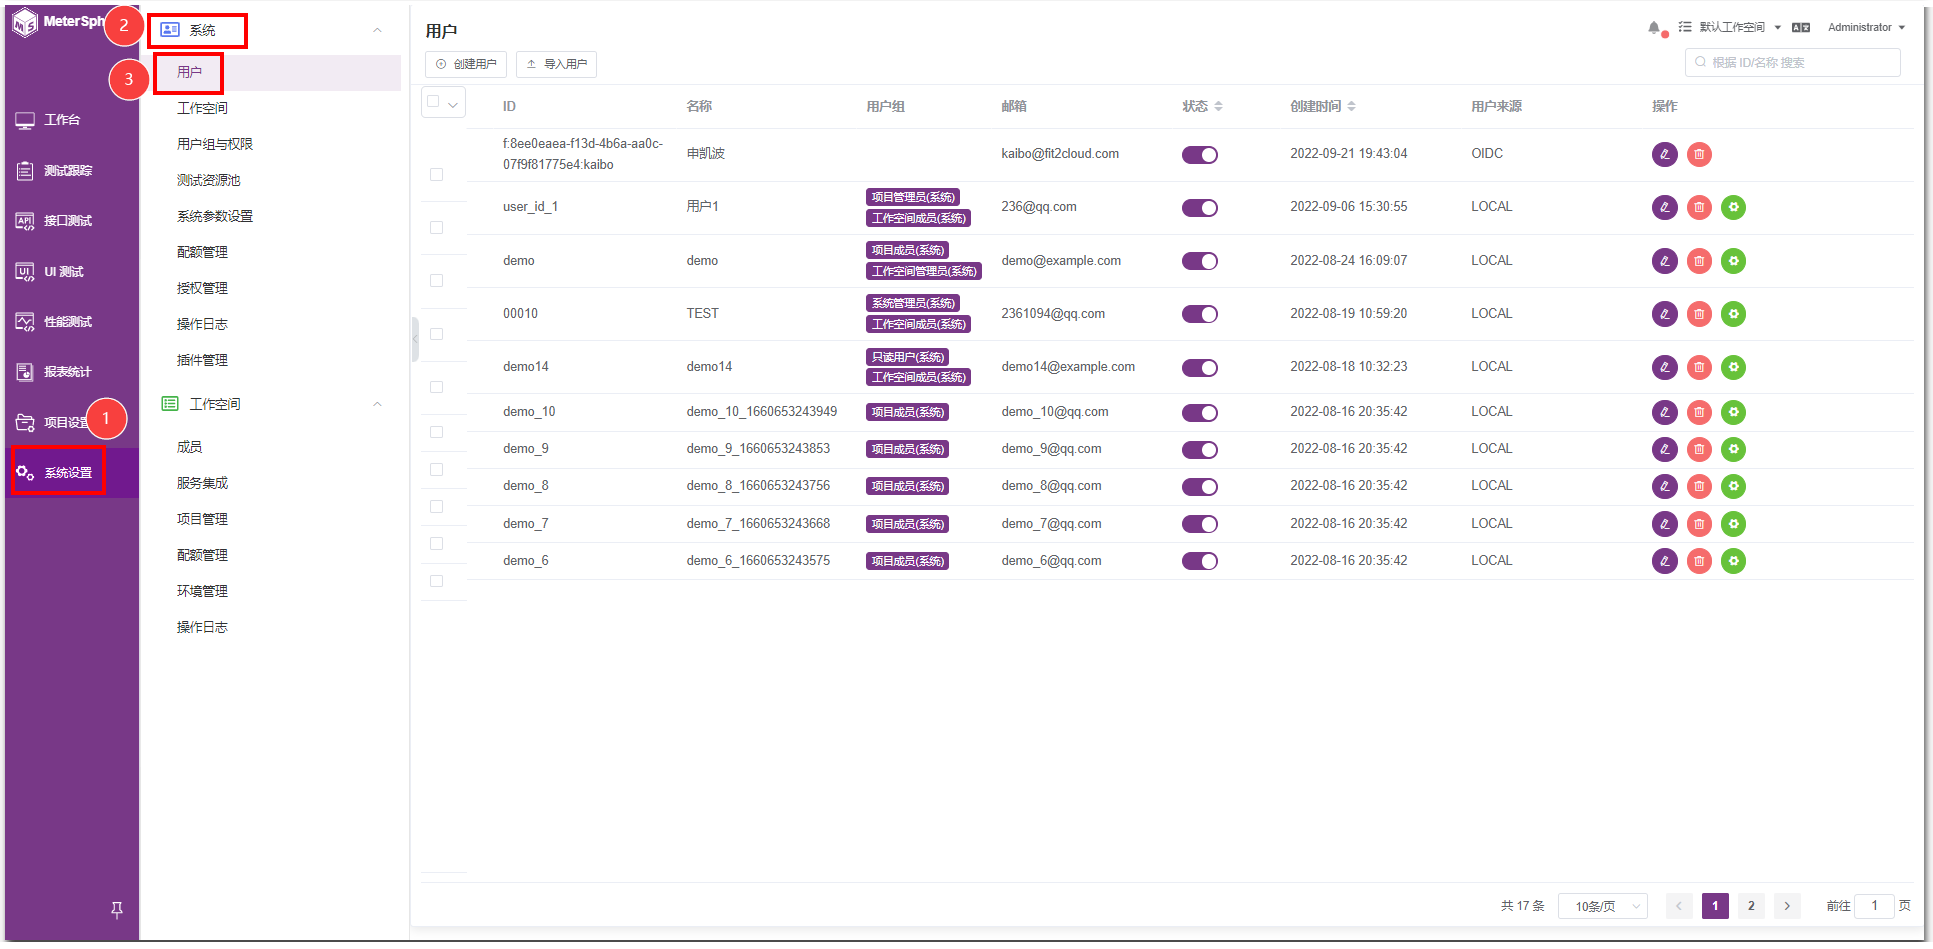 MeterSph
2
系统
3
用户
工作空间
用户组与权限
测试资源池
系统参数设置
配额管理
授权管理
操作日志
插件管理
工作空间
成员
服务集成
项目管理
配额管理
环境管理
操作日志
工作台
测试跟踪
API
接口测试
UI
UI 测试
性能测试
报表统计
项目设置
1
系统设置
用户
默认工作空间
Administrator
创建用户
导入用户
根据 ID/名称 搜索
ID 名称 用户组 邮箱 状态 创建时间 用户来源 操作
f:8ee0eaea-f13d-4b6a-aa0c-
07f9f81775e4:kaibo
申凯波 kaibo@fit2cloud.com 2022-09-21 19:43:04 OIDC
项目管理员(系统)
user_id_1 用户1 236@qq.com 2022-09-06 15:30:55 LOCAL
工作空间成员(系统)
项目成员(系统)
demo demo demo@example.com 2022-08-24 16:09:07 LOCAL
工作空间管理员(系统)
系统管理员(系统)
00010 TEST 2361094@qq.com 2022-08-19 10:59:20 LOCAL
工作空间成员(系统)
只读用户(系统)
demo14 demo14 demo14@example.com 2022-08-18 10:32:23 LOCAL
工作空间成员(系统)
demo_10 demo_10_1660653243949 项目成员(系统) demo_10@qq.com 2022-08-16 20:35:42 LOCAL
demo_9 demo_9_1660653243853 项目成员(系统) demo_9@qq.com 2022-08-16 20:35:42 LOCAL
demo_8 demo_8_1660653243756 项目成员(系统) demo_8@qq.com 2022-08-16 20:35:42 LOCAL
demo_7 demo_7_1660653243668 项目成员(系统) demo_7@qq.com 2022-08-16 20:35:42 LOCAL
demo_6 demo_6_1660653243575 项目成员(系统) demo_6@qq.com 2022-08-16 20:35:42 LOCAL
共 17 条 10条/页 1 2 前往 1 页